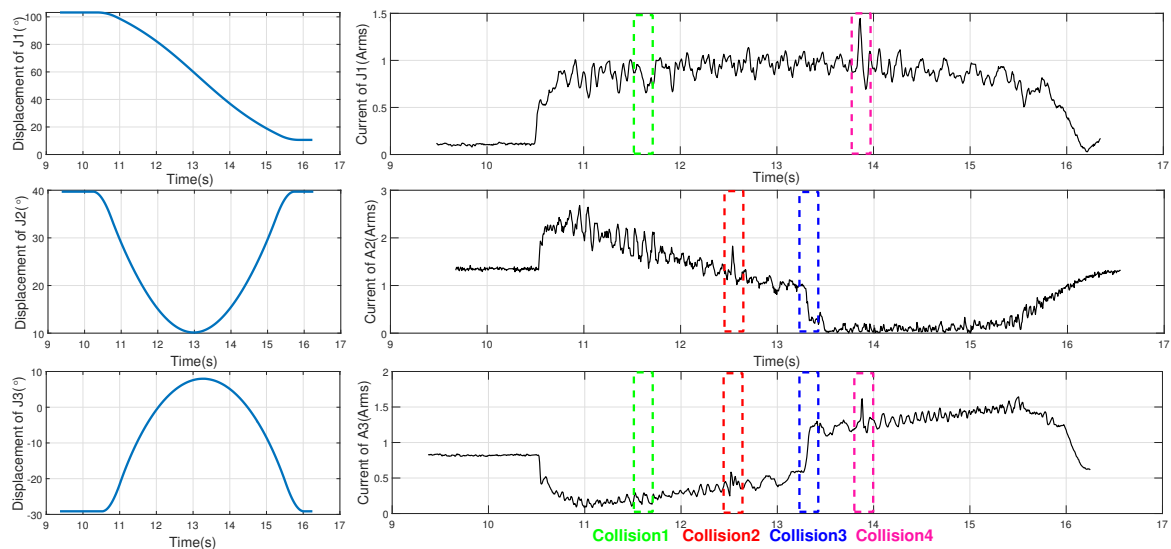 Displacement of J1(°)
100
80
60
40
20
0
9 10 11 12 13 14 15 16 17
Time(s)
Current of J1(Arms)
1.5
1
0.5
0
9 10 11 12 13 14 15 16 17
Time(s)
Displacement of J2(°)
40
30
20
10
9 10 11 12 13 14 15 16 17
Time(s)
Current of A2(Arms)
3
2
1
0
9 10 11 12 13 14 15 16 17
Time(s)
Displacement of J3(°)
10
0
-10
-20
-30
9 10 11 12 13 14 15 16 17
Time(s)
Current of A3(Arms)
2
1.5
1
0.5
0
9 10 11 12 13 14 15 16 17
Collision1 Collision2 Collision3 Collision4